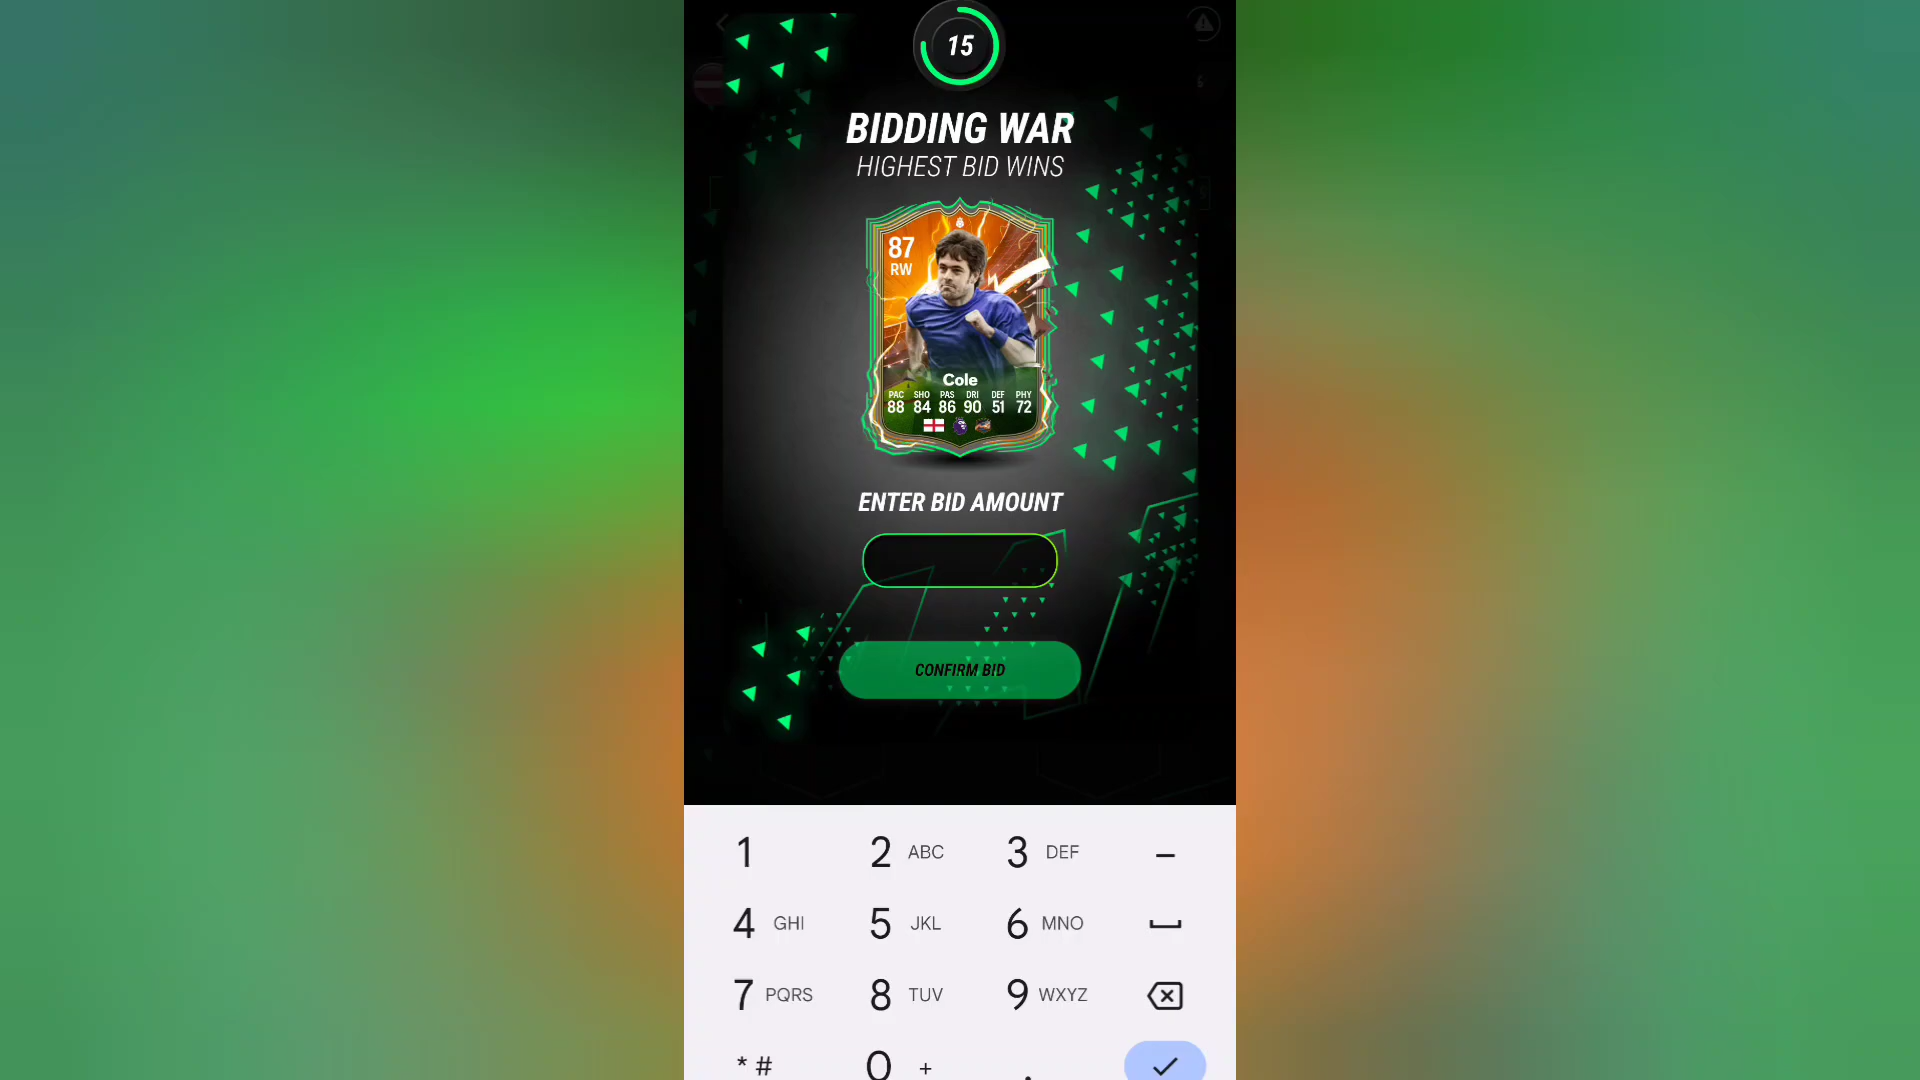 15
BIDDING WAR
HIGHEST BID WINS
87
RW
Cole
PAC SHO PAS DRI DEF PHY
88 84 86 90 51 72
ENTER BID AMOUNT
CONFIRM BID
1 2 ABC 3 DEF –
4 GHI 5 JKL 6 MNO
7 PQRS 8 TUV 9 WXYZ
* # 0 + .